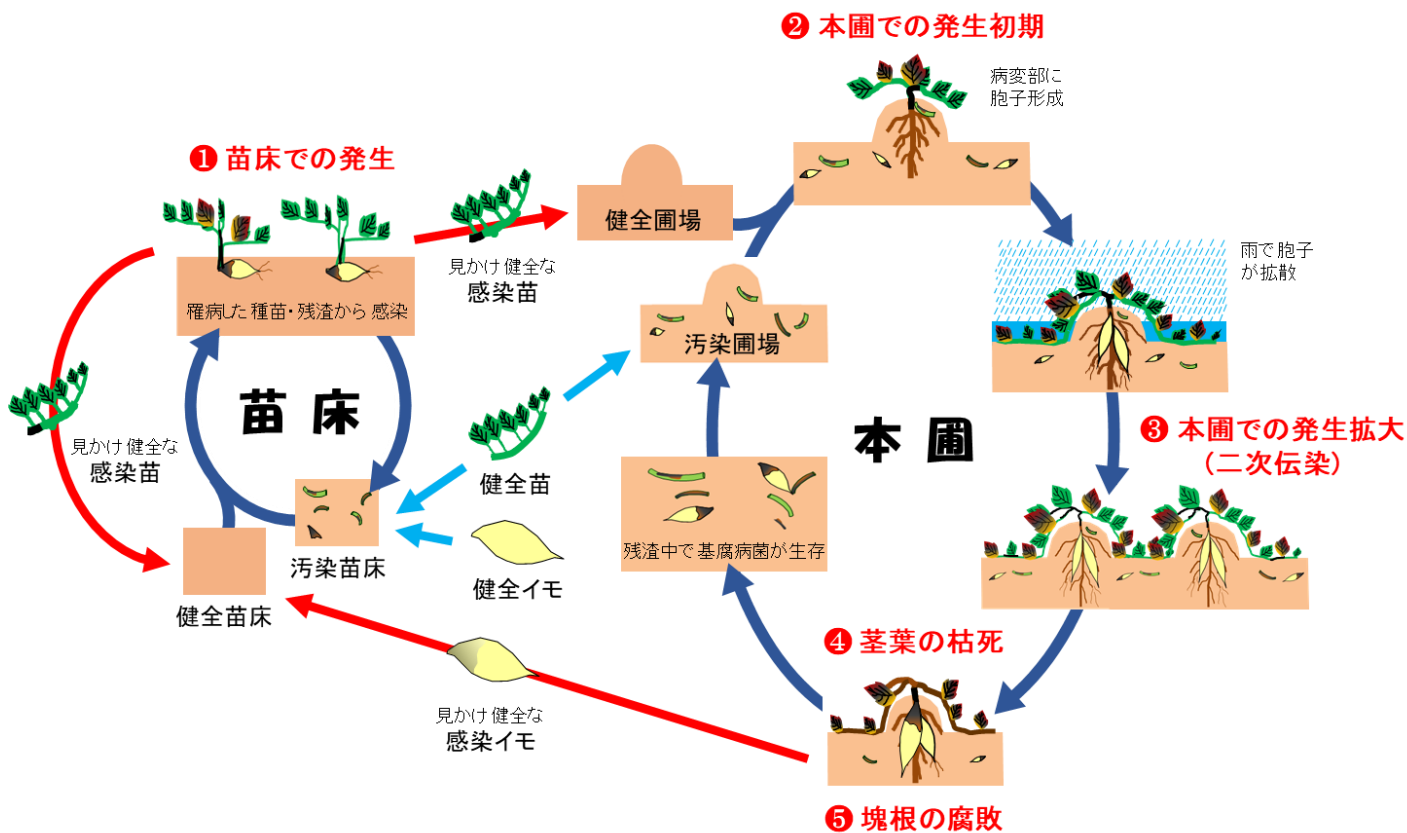 ❷ 本圃での発生初期
病変部に
胞子形成
❶ 苗床での発生
健全圃場
見かけ健全な
感染苗
雨で胞子
が拡散
罹病した種苗・残渣から感染
汚染圃場
苗床
本圃
❸ 本圃での発生拡大
(二次伝染)
見かけ健全な
感染苗
健全苗
残渣中で基腐病菌が生存
汚染苗床
健全イモ
健全苗床
❹ 茎葉の枯死
見かけ健全な
感染イモ
❺ 塊根の腐敗